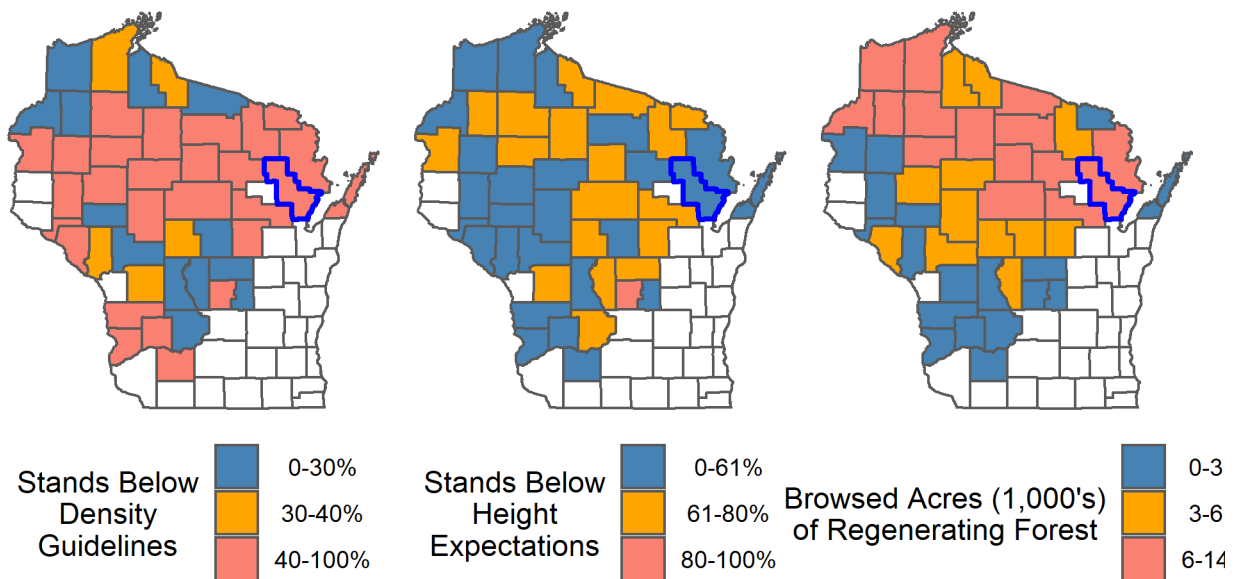 Stands Below
Density
Guidelines
0-30%
30-40%
40-100%
Stands Below
Height
Expectations
0-61%
61-80%
80-100%
Browsed Acres (1,000's)
of Regenerating Forest
0-3
3-6
6-14